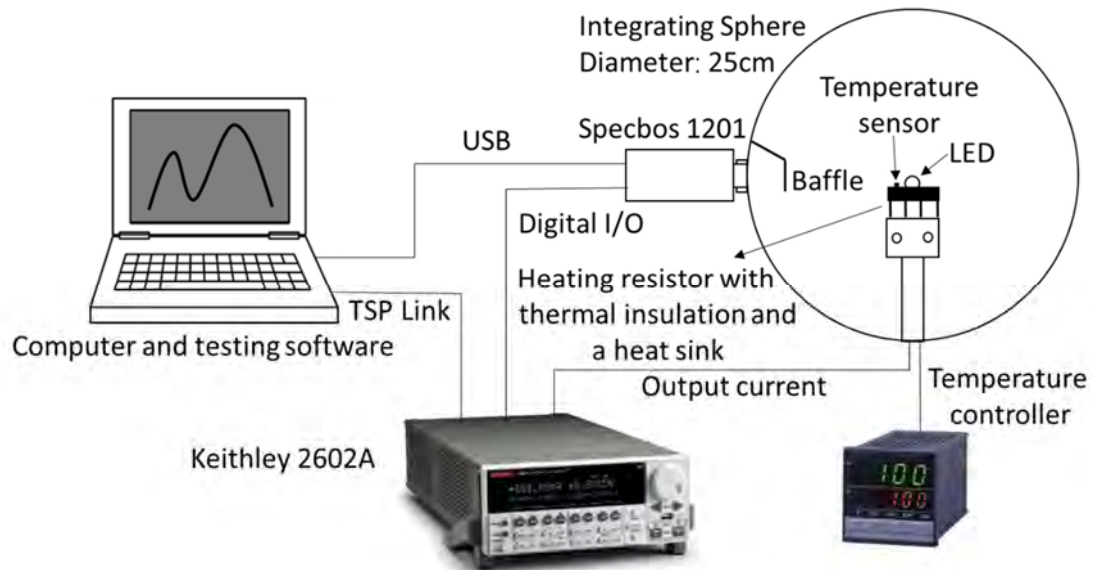 Integrating Sphere
Diameter: 25cm
Temperature
sensor
LED
Specbos 1201
USB
Baffle
Digital I/O
Heating resistor with
thermal insulation and
a heat sink
TSP Link
Computer and testing software
Output current
Temperature
controller
Keithley 2602A
100
100